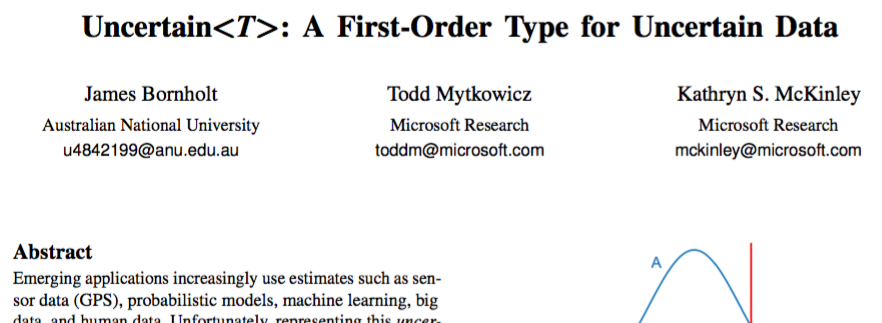 Uncertain<T>: A First-Order Type for Uncertain Data
James Bornholt
Australian National University
u4842199@anu.edu.au
Todd Mytkowicz
Microsoft Research
toddm@microsoft.com
Kathryn S. McKinley
Microsoft Research
mckinley@microsoft.com
Abstract
Emerging applications increasingly use estimates such as sen-
sor data (GPS), probabilistic models, machine learning, big
data, and human data. Unfortunately, representing this uncer-
A